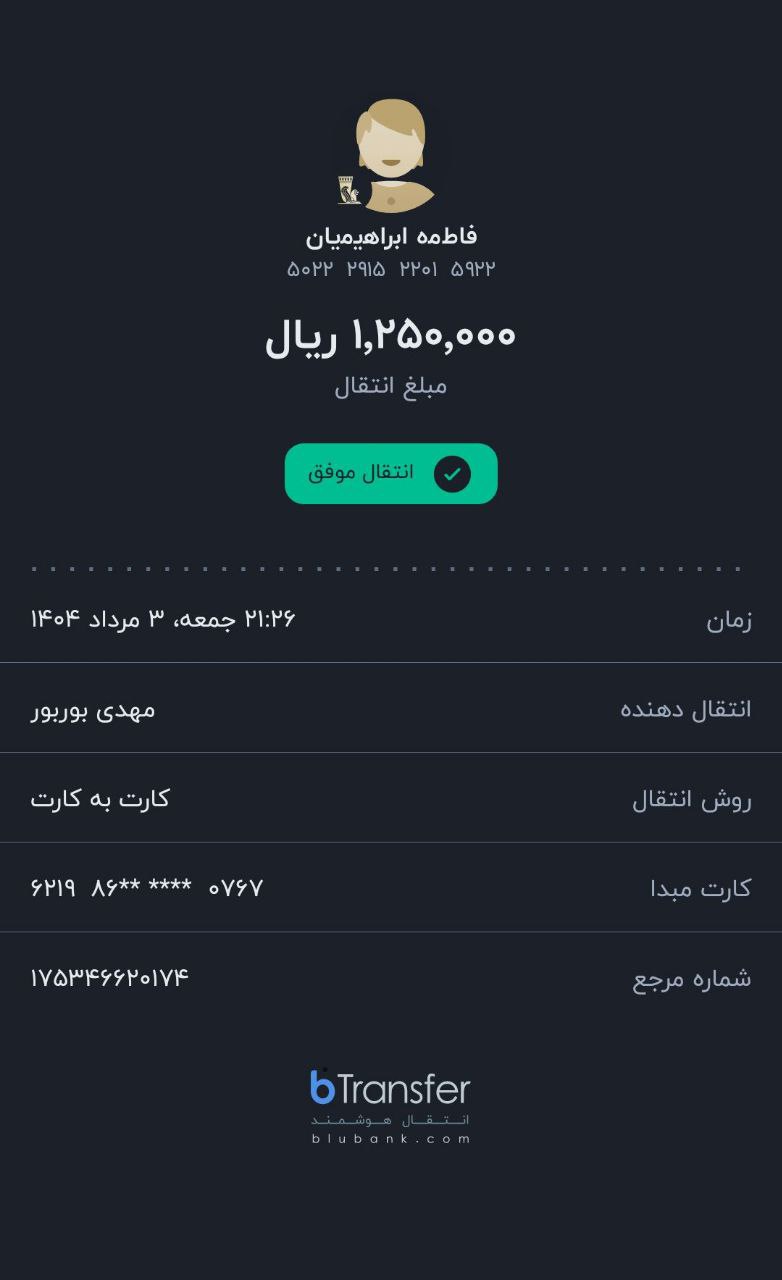 فاطمه ابراهیمیان
۵۰۲۲ ۲۹۱۵ ۲۲۰۱ ۵۹۲۲
۱,۲۵۰,۰۰۰ ریال
مبلغ انتقال
انتقال موفق
زمان ۲۱:۲۶ جمعه، ۳ مرداد ۱۴۰۴
انتقال دهنده مهدی بوربور
روش انتقال کارت به کارت
کارت مبدا ۶۲۱۹ ۸۶** **** ۰۷۶۷
شماره مرجع ۱۷۵۳۴۶۶۲۰۱۷۴
bTransfer
انـتـقـال هـوشـمـنـد
blubank.com